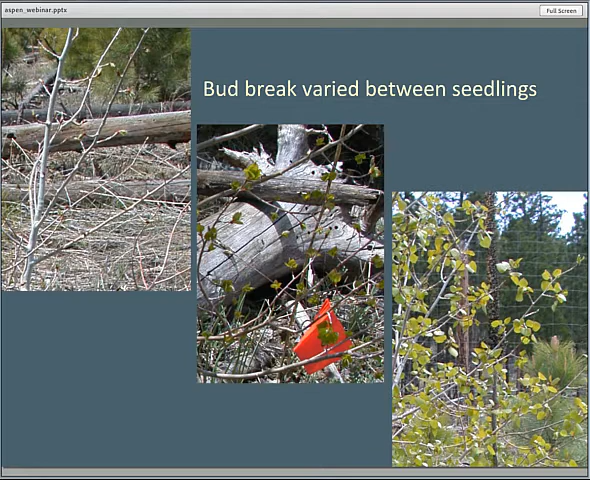 aspen_webinar.pptx
Full Screen
Bud break varied between seedlings